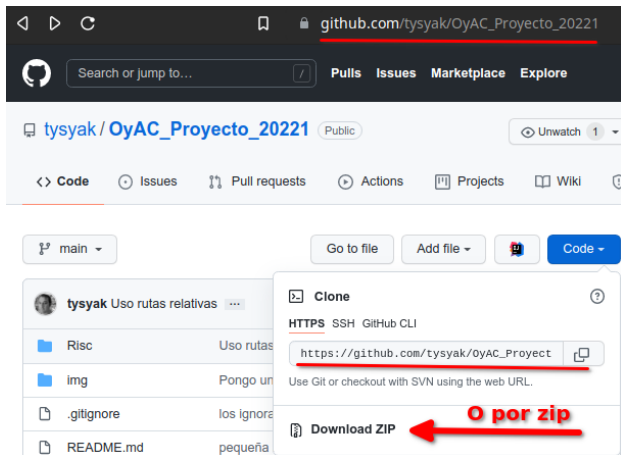 github.com/tysyak/OyAC_Proyecto_20221
Search or jump to... / Pulls Issues Marketplace Explore
tysyak / OyAC_Proyecto_20221 Public Unwatch 1
Code Issues Pull requests Actions Projects Wiki
main Go to file Add file Code
tysyak Uso rutas relativas ...
Risc Uso rutas
img Pongo un
.gitignore los ignora
README.md pequeña
Clone
HTTPS SSH GitHub CLI
https://github.com/tysyak/OyAC_Proyect
Use Git or checkout with SVN using the web URL.
O por zip
Download ZIP